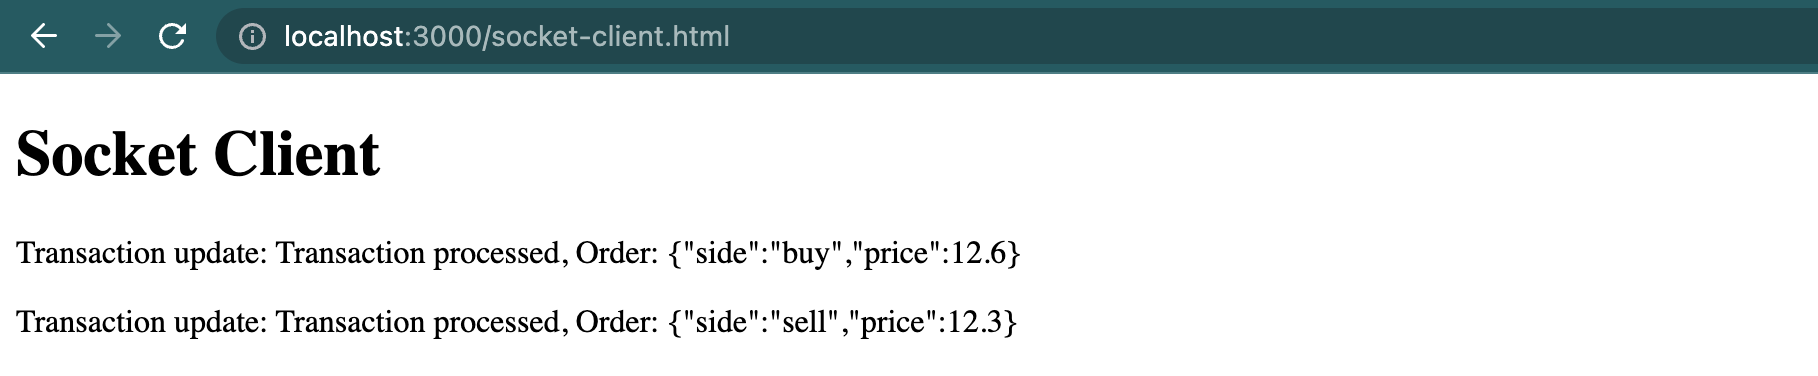 localhost:3000/socket-client.html
Socket Client
Transaction update: Transaction processed, Order: {"side":"buy","price":12.6}
Transaction update: Transaction processed, Order: {"side":"sell","price":12.3}